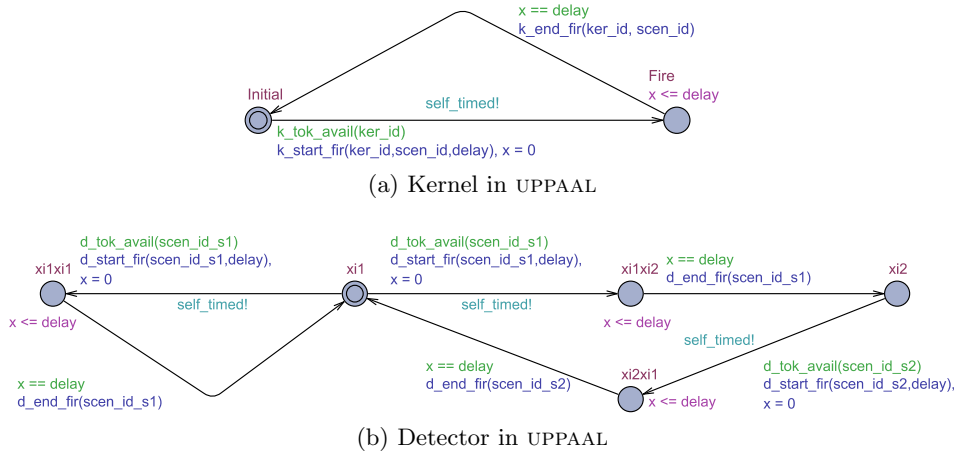 x == delay
k_end_fir(ker_id, scen_id)
Initial
Fire
x <= delay
self_timed!
k_tok_avail(ker_id)
k_start_fir(ker_id,scen_id,delay), x = 0
(a) Kernel in UPPAAL
d_tok_avail(scen_id_s1)
d_start_fir(scen_id_s1,delay),
x = 0
xi1xi1
self_timed!
x <= delay
x == delay
d_end_fir(scen_id_s1)
xi1
d_tok_avail(scen_id_s1)
d_start_fir(scen_id_s1,delay),
x = 0
self_timed!
xi1xi2
x <= delay
x == delay
d_end_fir(scen_id_s1)
xi2
self_timed!
d_tok_avail(scen_id_s2)
d_start_fir(scen_id_s2,delay),
x = 0
x == delay
d_end_fir(scen_id_s2)
xi2xi1
x <= delay
(b) Detector in UPPAAL